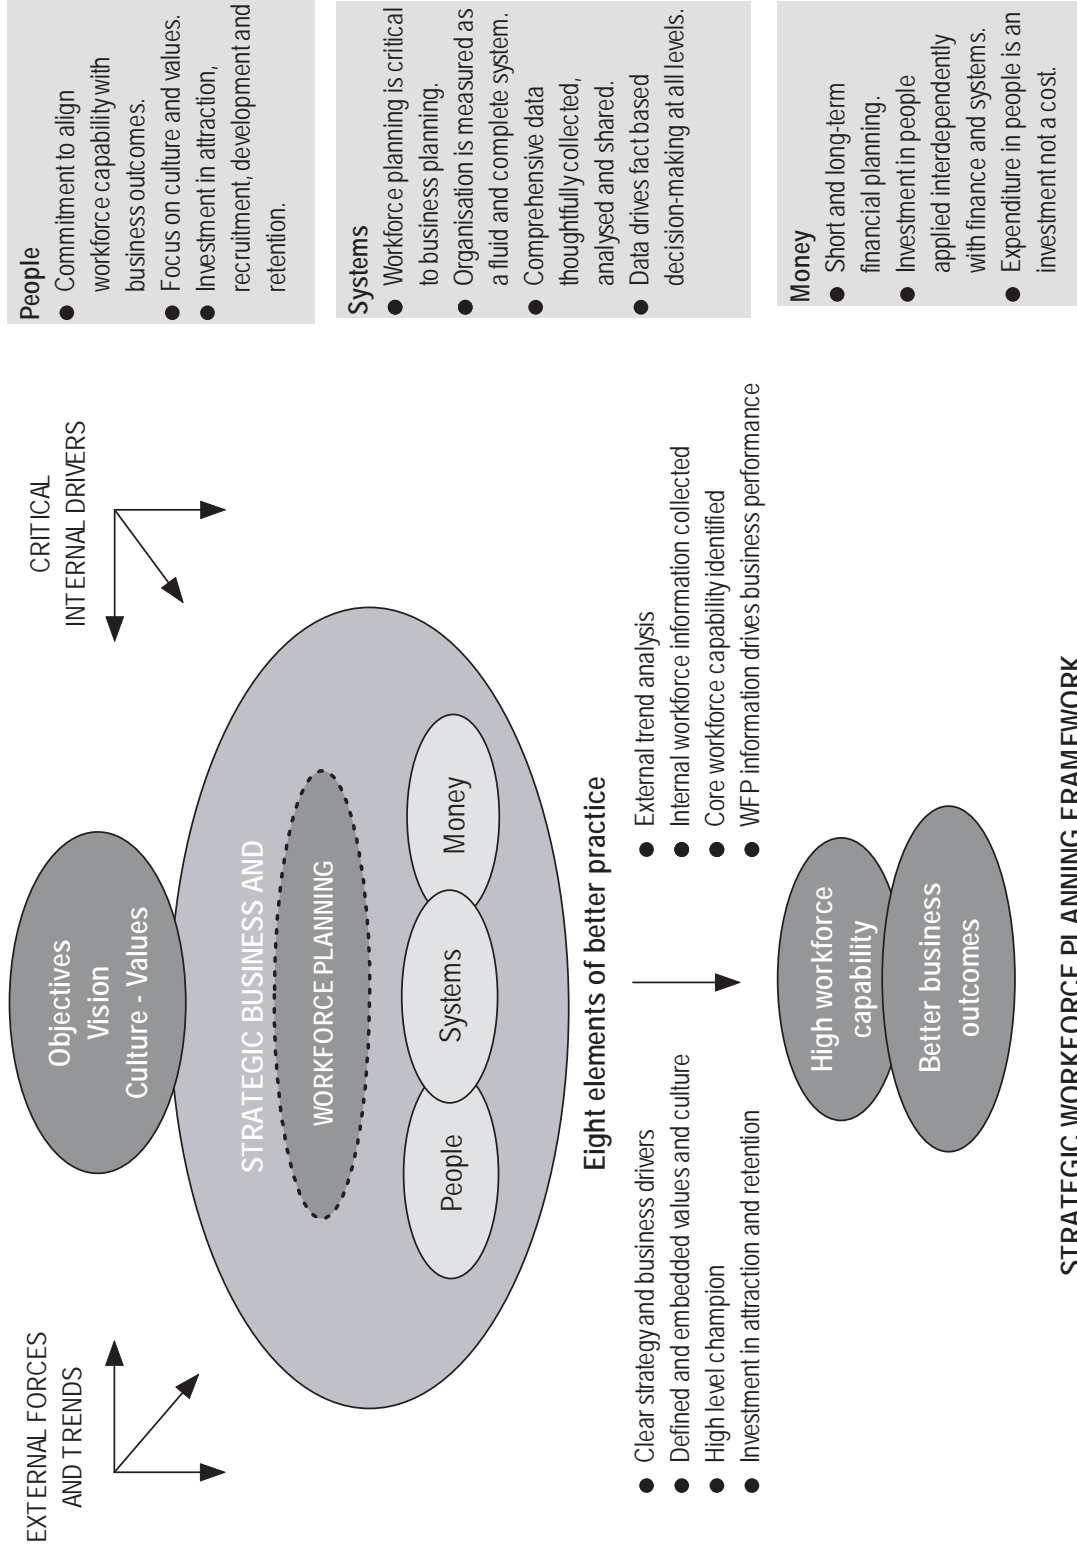 EXTERNAL FORCES
AND TRENDS
Objectives
Vision
Culture - Values
CRITICAL
INTERNAL DRIVERS
STRATEGIC BUSINESS AND
WORKFORCE PLANNING
People
Systems
Money
Eight elements of better practice
● Clear strategy and business drivers
● Defined and embedded values and culture
● High level champion
● Investment in attraction and retention
● External trend analysis
● Internal workforce information collected
● Core workforce capability identified
● WFP information drives business performance
High workforce
capability
Better business
outcomes
STRATEGIC WORKFORCE PLANNING FRAMEWORK
People
● Commitment to align
workforce capability with
business outcomes.
● Focus on culture and values.
● Investment in attraction,
recruitment, development and
retention.
Systems
● Workforce planning is critical
to business planning.
● Organisation is measured as
a fluid and complete system.
● Comprehensive data
thoughtfully collected,
analysed and shared.
● Data drives fact based
decision-making at all levels.
Money
● Short and long-term
financial planning.
● Investment in people
applied interdependently
with finance and systems.
● Expenditure in people is an
investment not a cost.